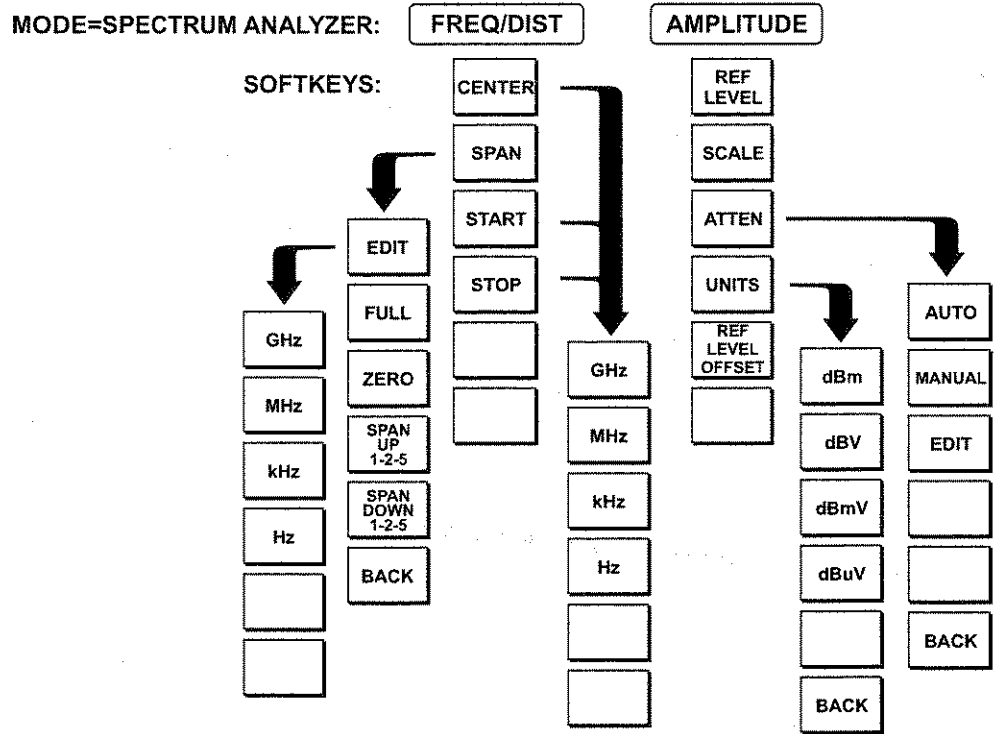 MODE=SPECTRUM ANALYZER:
FREQ/DIST
AMPLITUDE
SOFTKEYS:
CENTER
SPAN
START
STOP
EDIT
FULL
ZERO
SPAN
UP
1-2-5
SPAN
DOWN
1-2-5
BACK
GHz
MHz
kHz
Hz
GHz
MHz
kHz
Hz
REF
LEVEL
SCALE
ATTEN
UNITS
REF
LEVEL
OFFSET
dBm
dBV
dBmV
dBuV
BACK
AUTO
MANUAL
EDIT
BACK